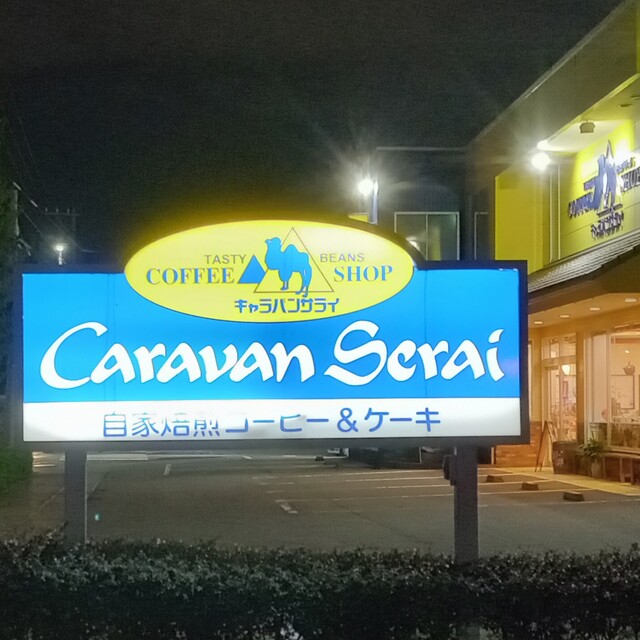 TASTY BEANS
COFFEE SHOP
キャラバンサライ
Caravan Serai
自家焙煎コーヒー&ケーキ